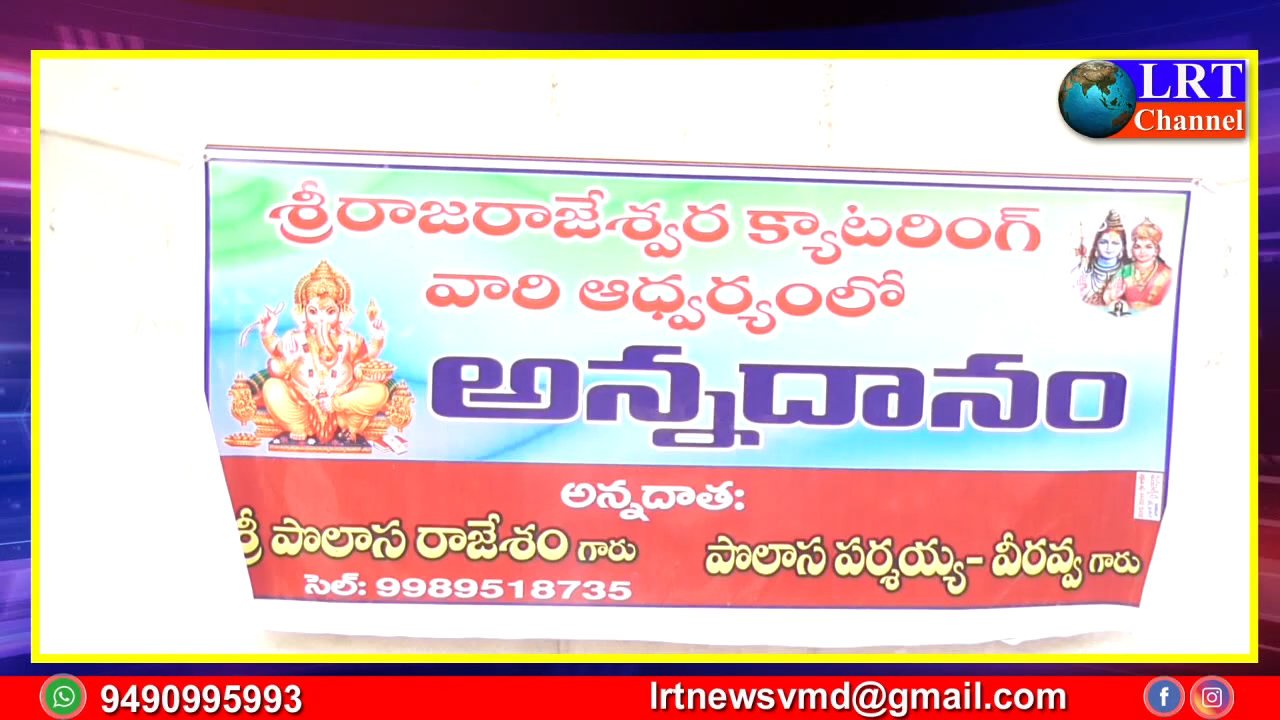 LRT
Channel
శ్రీరాజరాజేశ్వర క్యాటరింగ్
వారి ఆధ్వర్యంలో
అన్నదానం
అన్నదాత:
శ్రీ పొలాస రాజేశం గారు
పొలాస పర్శయ్య- వీరవ్వ గారు
సెల్: 9989518735
9490995993
lrtnewsvmd@gmail.com